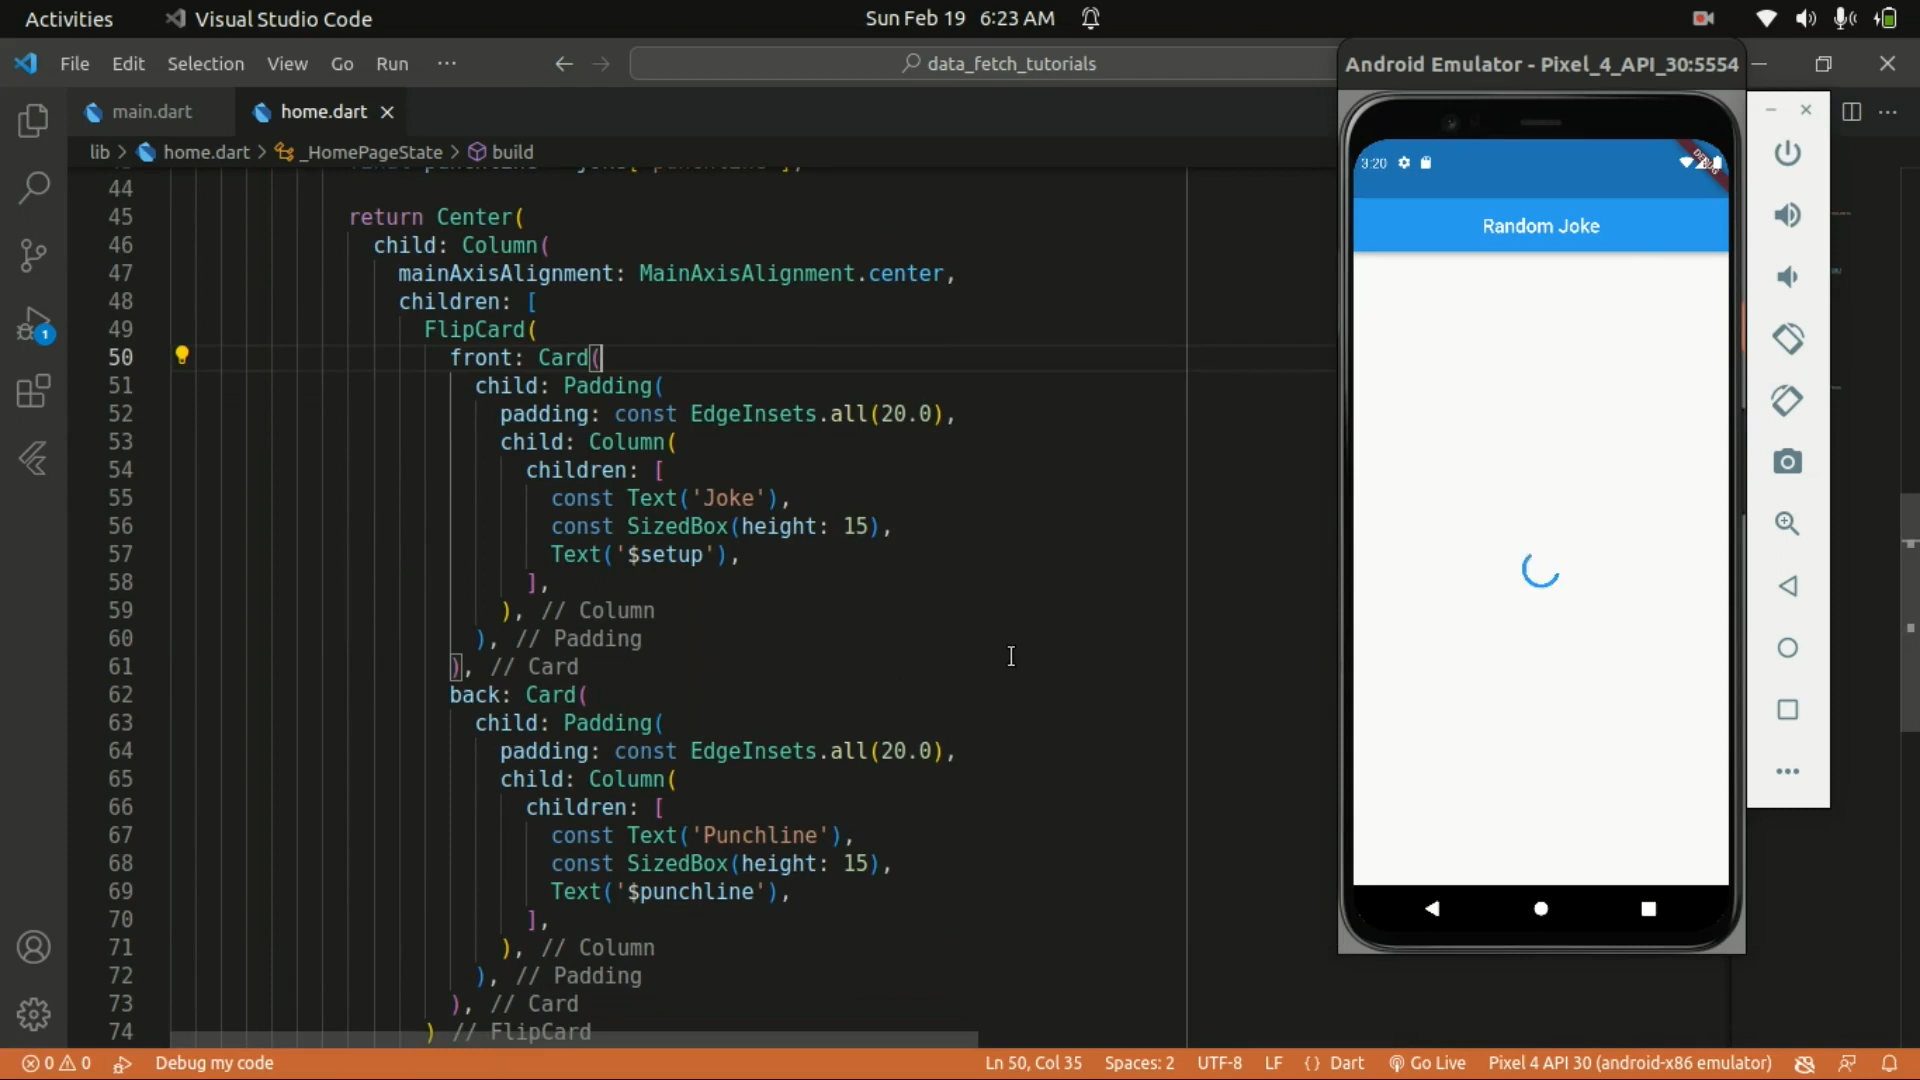 Activities Visual Studio Code Sun Feb 19 6:23 AM
File Edit Selection View Go Run ··· data_fetch_tutorials
Android Emulator - Pixel_4_API_30:5554
main.dart home.dart
lib > home.dart > _HomePageState > build
44
45 return Center(
46 child: Column(
47 mainAxisAlignment: MainAxisAlignment.center,
48 children: [
49 FlipCard(
50 front: Card(
51 child: Padding(
52 padding: const EdgeInsets.all(20.0),
53 child: Column(
54 children: [
55 const Text('Joke'),
56 const SizedBox(height: 15),
57 Text('$setup'),
58 ],
59 ), // Column
60 ), // Padding
61 ), // Card
62 back: Card(
63 child: Padding(
64 padding: const EdgeInsets.all(20.0),
65 child: Column(
66 children: [
67 const Text('Punchline'),
68 const SizedBox(height: 15),
69 Text('$punchline'),
70 ],
71 ), // Column
72 ), // Padding
73 ), // Card
74 ) // FlipCard
1
3:20
DEBUG
Random Joke
0 0 Debug my code Ln 50, Col 35 Spaces: 2 UTF-8 LF {} Dart Go Live Pixel 4 API 30 (android-x86 emulator)